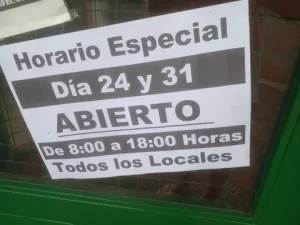 Horario Especial
Día 24 y 31
ABIERTO
De 8:00 a 18:00 Horas
Todos los Locales